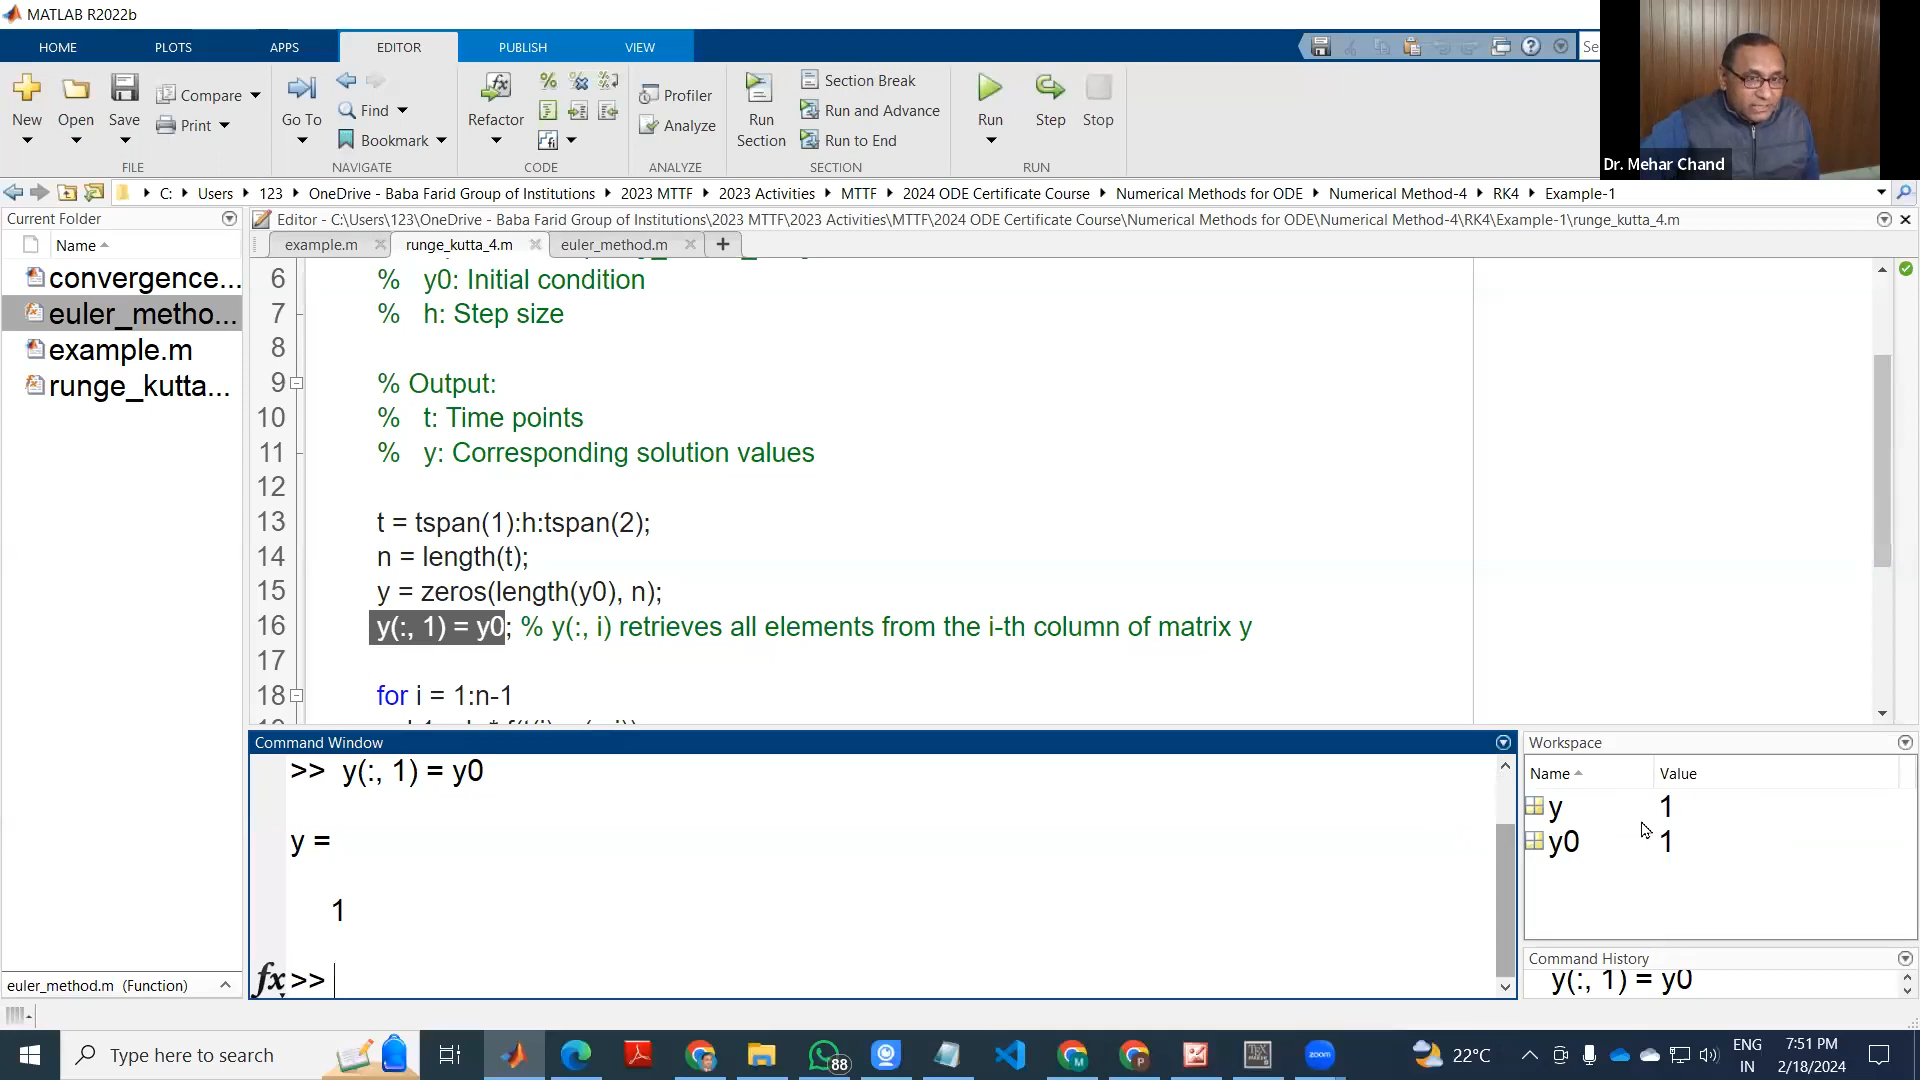 MATLAB R2022b
HOME PLOTS APPS EDITOR PUBLISH VIEW
Se
New Open Save Compare Print
FILE
Go To Find Bookmark
NAVIGATE
Refactor
CODE
Profiler
Analyze
ANALYZE
Run Section
Section Break
Run and Advance
Run to End
SECTION
Run Step Stop
RUN
Dr. Mehar Chand
C: Users 123 OneDrive - Baba Farid Group of Institutions 2023 MTTF 2023 Activities MTTF 2024 ODE Certificate Course Numerical Methods for ODE Numerical Method-4 RK4 Example-1
Current Folder
Name
convergence...
euler_metho...
example.m
runge_kutta...
euler_method.m (Function)
Editor - C:\Users\123\OneDrive - Baba Farid Group of Institutions\2023 MTTF\2023 Activities\MTTF\2024 ODE Certificate Course\Numerical Methods for ODE\Numerical Method-4\RK4\Example-1\runge_kutta_4.m
example.m runge_kutta_4.m euler_method.m
6 % y0: Initial condition
7 % h: Step size
8
9 % Output:
10 % t: Time points
11 % y: Corresponding solution values
12
13 t = tspan(1):h:tspan(2);
14 n = length(t);
15 y = zeros(length(y0), n);
16 y(:, 1) = y0; % y(:, i) retrieves all elements from the i-th column of matrix y
17
18 for i = 1:n-1
Command Window
>> y(:, 1) = y0
y =
1
fx >>
Workspace
Name Value
y 1
y0 1
Command History
y(:, 1) = y0
Type here to search
88
zoom
22°C
ENG
IN
7:51 PM
2/18/2024